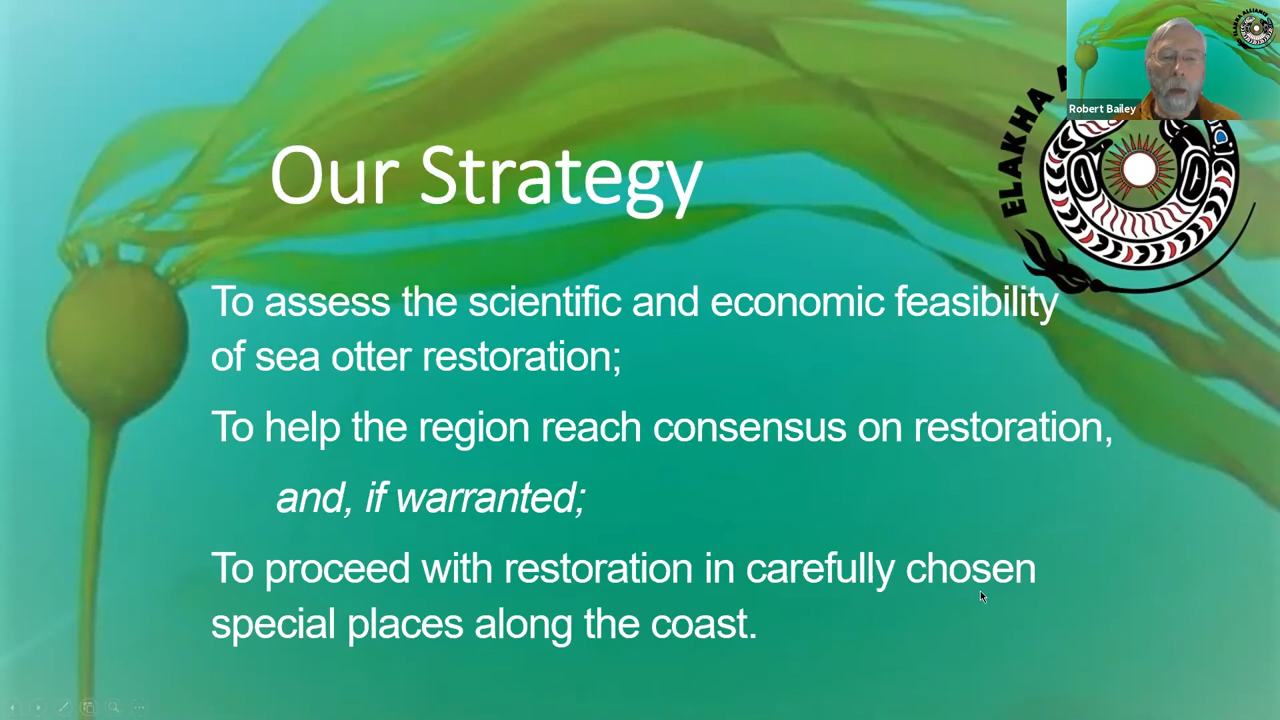 Robert Bailey
ELAKHA
Our Strategy
To assess the scientific and economic feasibility
of sea otter restoration;
To help the region reach consensus on restoration,
and, if warranted;
To proceed with restoration in carefully chosen
special places along the coast.